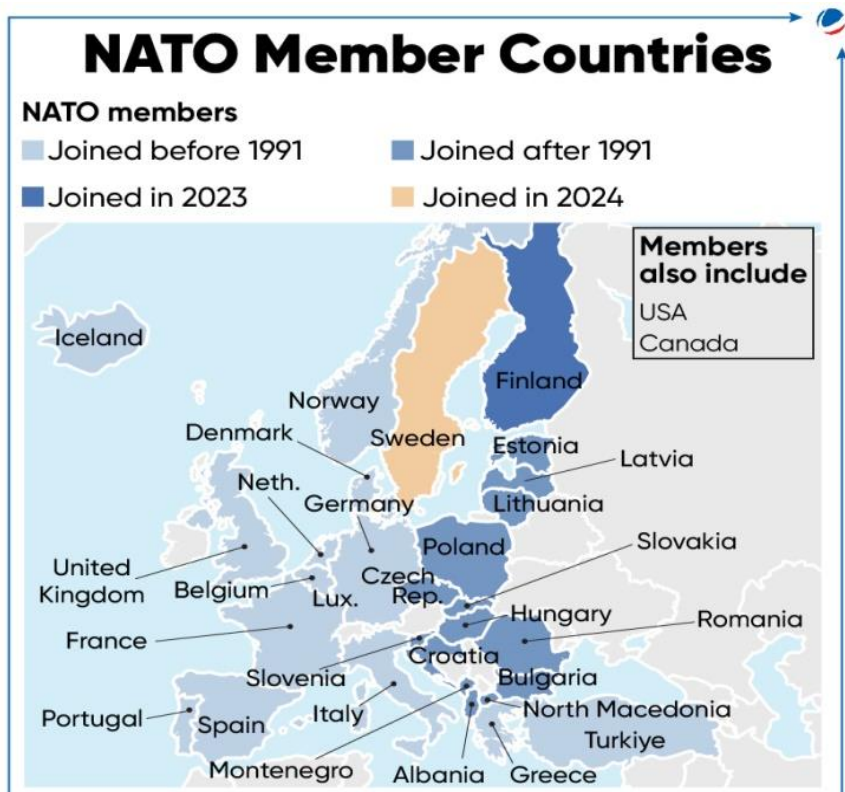 NATO Member Countries
NATO members
Joined before 1991
Joined after 1991
Joined in 2023
Joined in 2024
Members
also include
USA
Canada
Iceland
Finland
Norway
Denmark
Sweden
Estonia
Latvia
Neth.
Germany
Lithuania
Poland
Slovakia
United
Kingdom
Belgium
Lux.
Czech
Rep.
Hungary
Romania
France
Slovenia
Croatia
Bulgaria
Portugal
Spain
Italy
North Macedonia
Turkiye
Montenegro
Albania
Greece